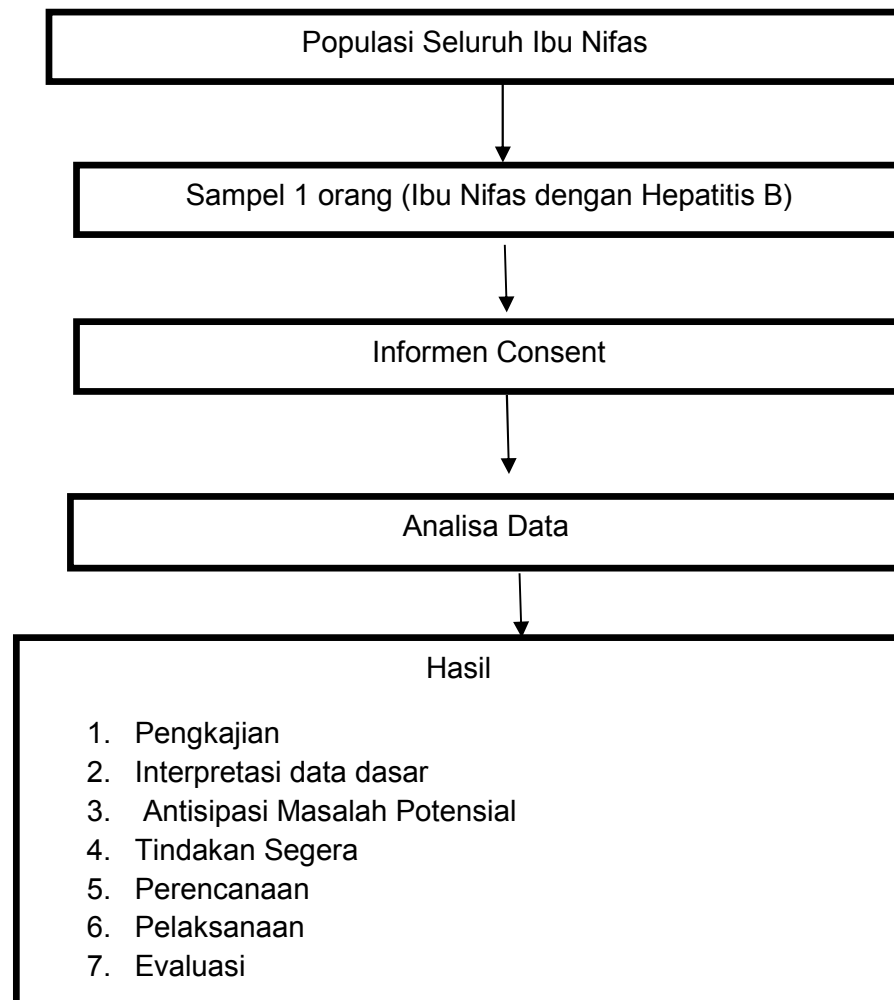 Populasi Seluruh Ibu Nifas
Sampel 1 orang (Ibu Nifas dengan Hepatitis B)
Informen Consent
Analisa Data
Hasil
1. Pengkajian
2. Interpretasi data dasar
3. Antisipasi Masalah Potensial
4. Tindakan Segera
5. Perencanaan
6. Pelaksanaan
7. Evaluasi